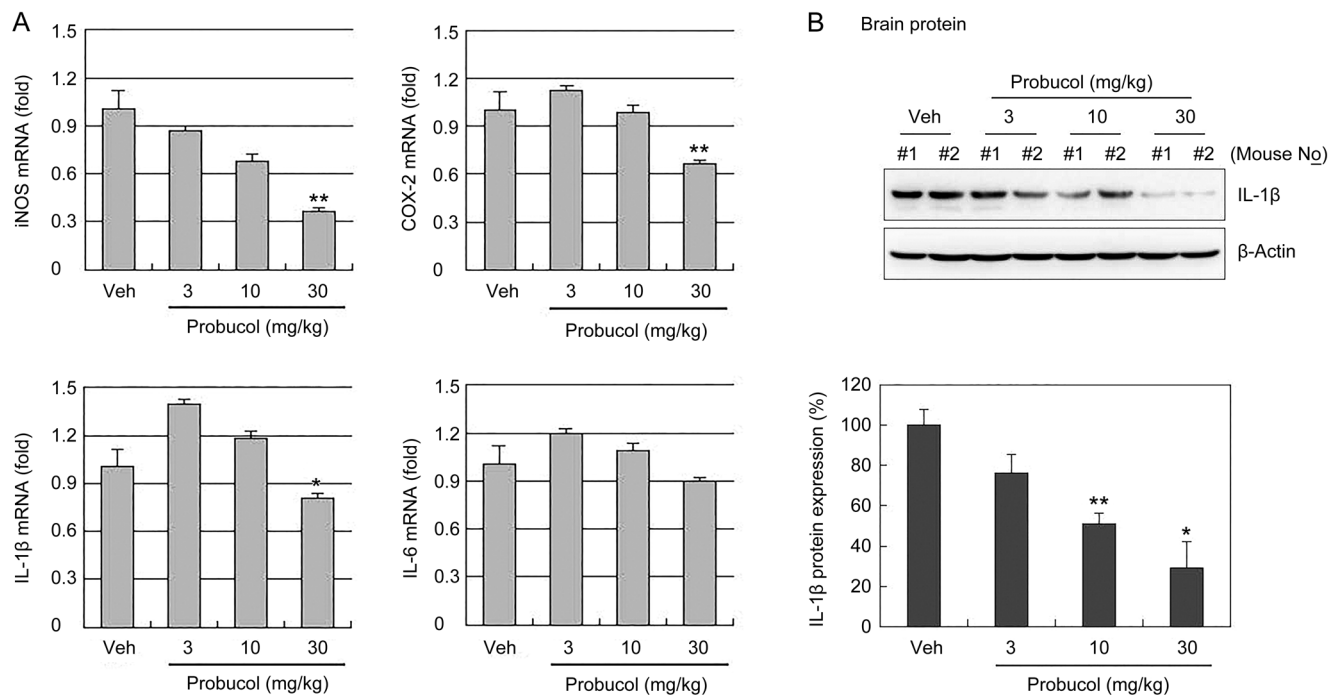 A
iNOS mRNA (fold)
1.5
1.2
0.9
0.6
0.3
0
**
Veh 3 10 30
Probucol (mg/kg)
COX-2 mRNA (fold)
1.5
1.2
0.9
0.6
0.3
0
**
Veh 3 10 30
Probucol (mg/kg)
IL-1β mRNA (fold)
1.5
1.2
0.9
0.6
0.3
0
*
Veh 3 10 30
Probucol (mg/kg)
IL-6 mRNA (fold)
1.5
1.2
0.9
0.6
0.3
0
Veh 3 10 30
Probucol (mg/kg)
B Brain protein
Probucol (mg/kg)
Veh 3 10 30
#1 #2 #1 #2 #1 #2 #1 #2 (Mouse No)
IL-1β
β-Actin
IL-1β protein expression (%)
120
100
80
60
40
20
0
**
*
Veh 3 10 30
Probucol (mg/kg)